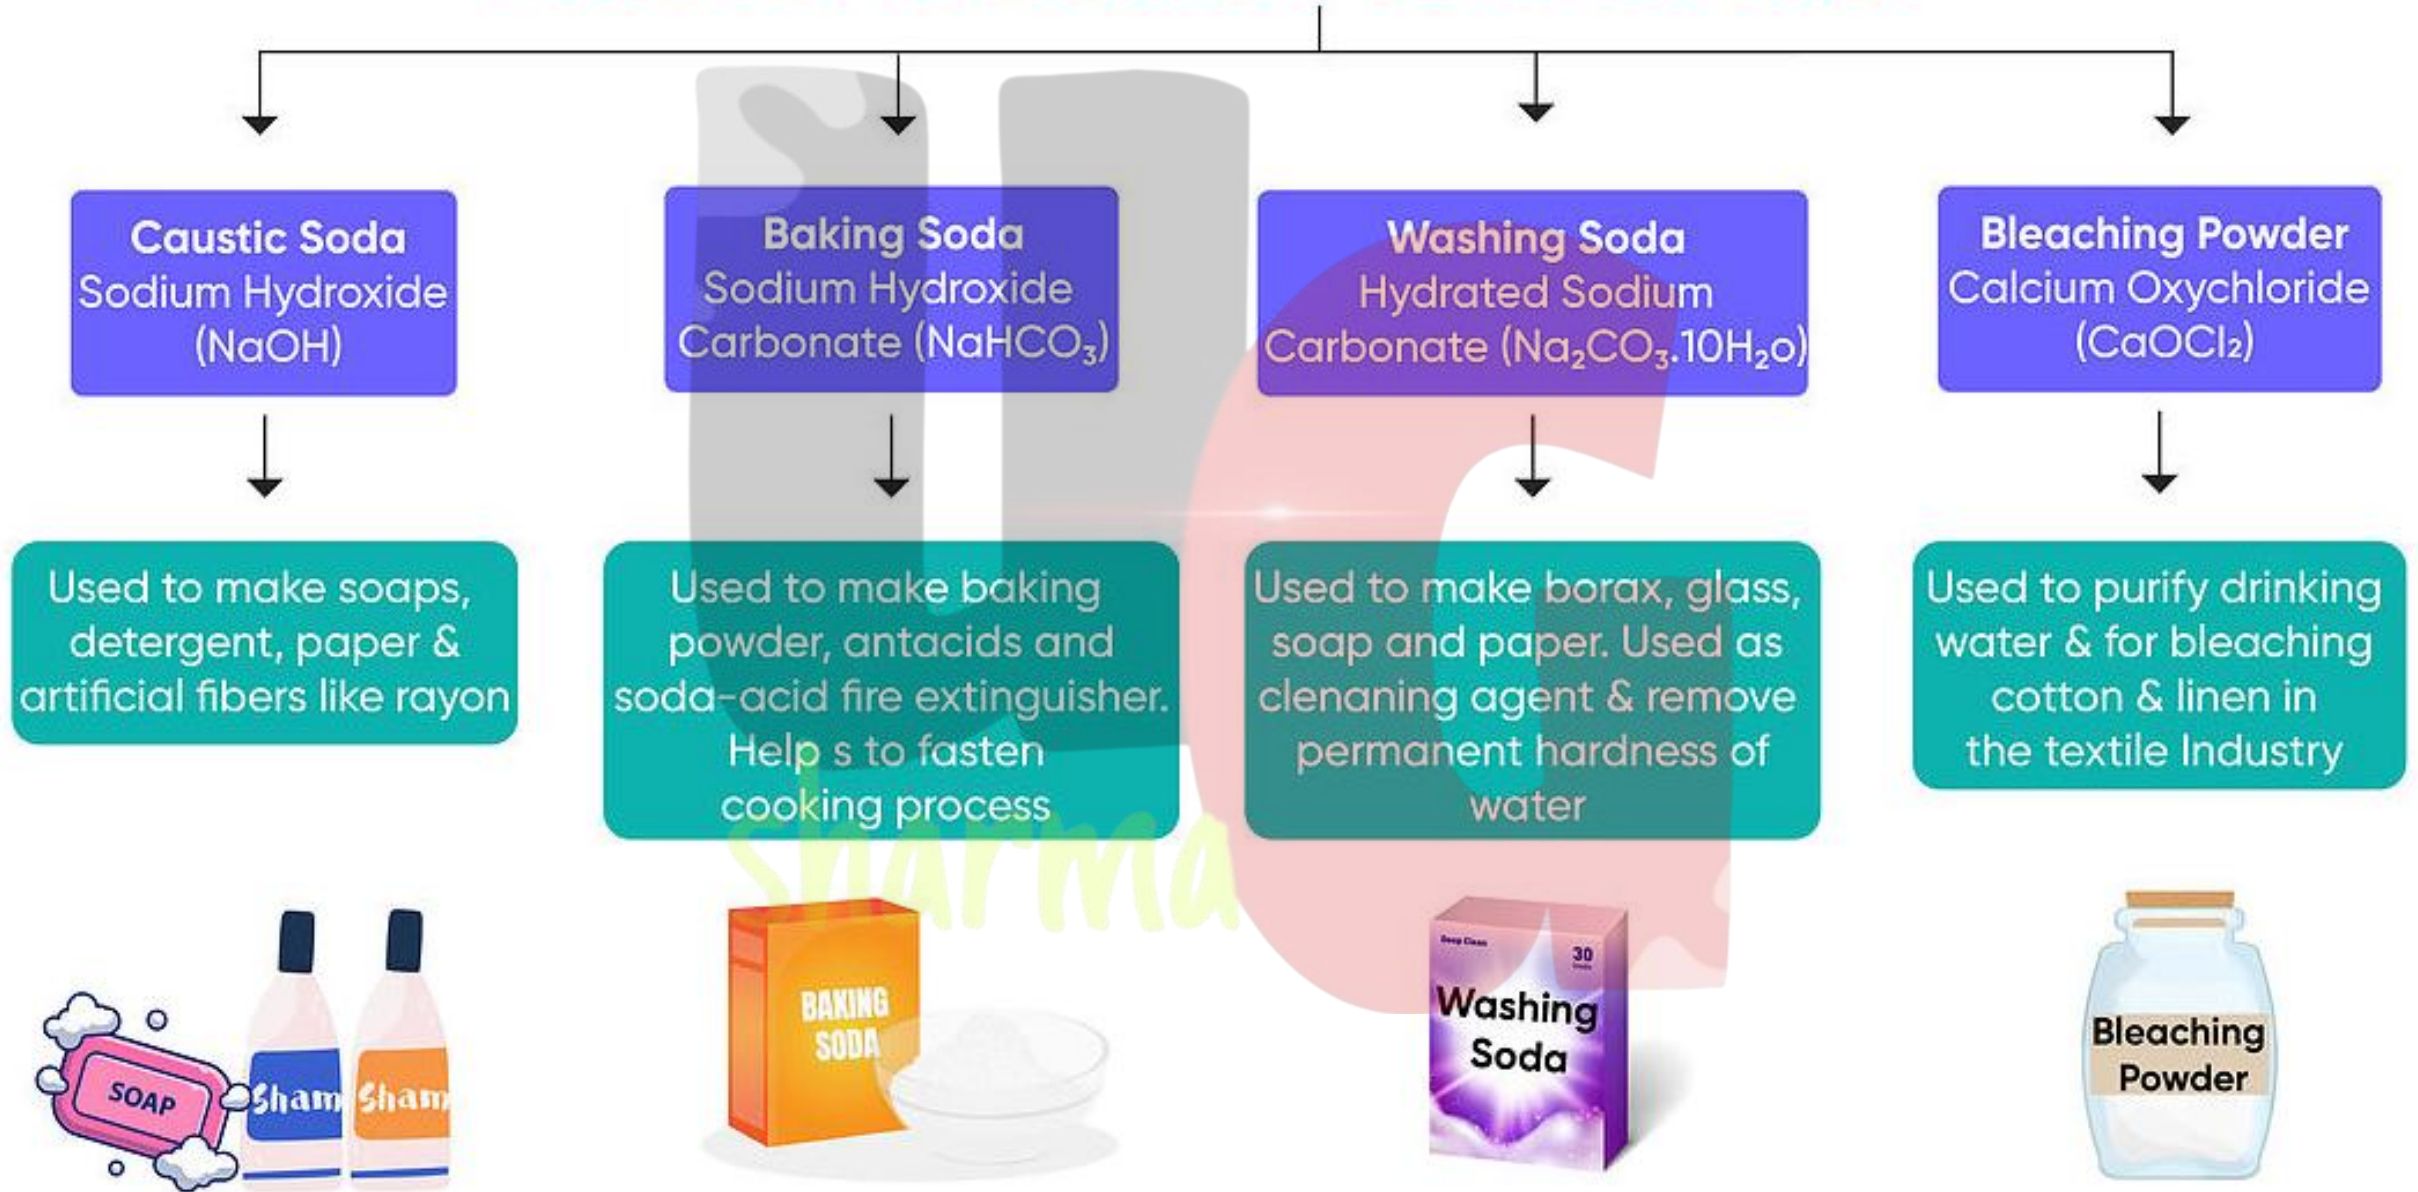 Caustic Soda
Sodium Hydroxide
(NaOH)
Baking Soda
Sodium Hydroxide
Carbonate (NaHCO₃)
Washing Soda
Hydrated Sodium
Carbonate (Na₂CO₃.10H₂o)
Bleaching Powder
Calcium Oxychloride
(CaOCl₂)
Used to make soaps,
detergent, paper &
artificial fibers like rayon
Used to make baking
powder, antacids and
soda-acid fire extinguisher.
Help s to fasten
cooking process
Used to make borax, glass,
soap and paper. Used as
clenaning agent & remove
permanent hardness of
water
Used to purify drinking
water & for bleaching
cotton & linen in
the textile Industry
sharma
SOAP
Sham
Sham
BAKING
SODA
Deep Clean
30
Washing
Soda
Bleaching
Powder